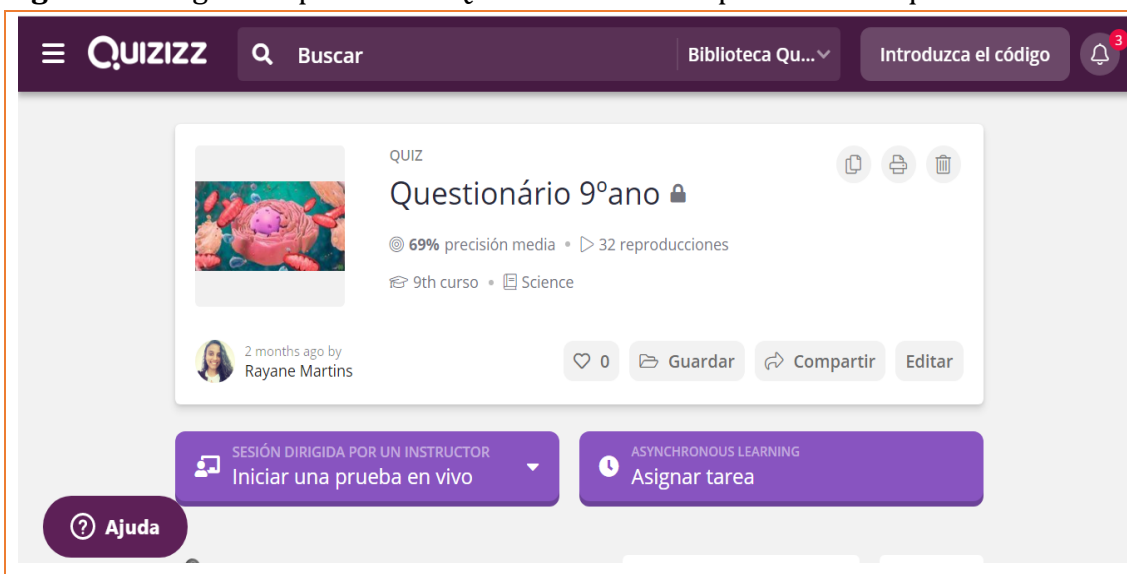 QUIZIZZ Buscar Biblioteca Qu... Introduzca el código 3
QUIZ
Questionário 9ºano
69% precisión media • 32 reproducciones
9th curso • Science
2 months ago by
Rayane Martins
0 Guardar Compartir Editar
SESIÓN DIRIGIDA POR UN INSTRUCTOR
Iniciar una prueba en vivo
ASYNCHRONOUS LEARNING
Asignar tarea
? Ajuda